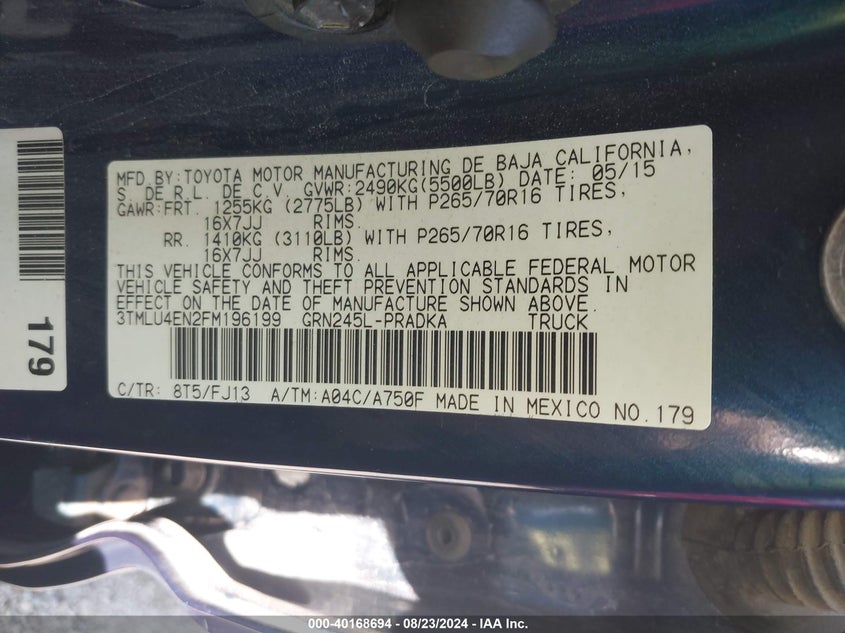 MFD. BY: TOYOTA MOTOR MANUFACTURING DE BAJA CALIFORNIA,
S. DE R.L. DE C.V. GVWR: 2490KG(5500LB) DATE: 05/15
GAWR: FRT. 1255KG (2775LB) WITH P265/70R16 TIRES,
16X7JJ RIMS.
RR. 1410KG (3110LB) WITH P265/70R16 TIRES,
16X7JJ RIMS.
THIS VEHICLE CONFORMS TO ALL APPLICABLE FEDERAL MOTOR
VEHICLE SAFETY AND THEFT PREVENTION STANDARDS IN
EFFECT ON THE DATE OF MANUFACTURE SHOWN ABOVE.
3TMLU4EN2FM196199 GRN245L-PRADKA TRUCK
C/TR: 8T5/FJ13 A/TM: A04C/A750F MADE IN MEXICO NO.179
179
000-40168694 - 08/23/2024 - IAA Inc.